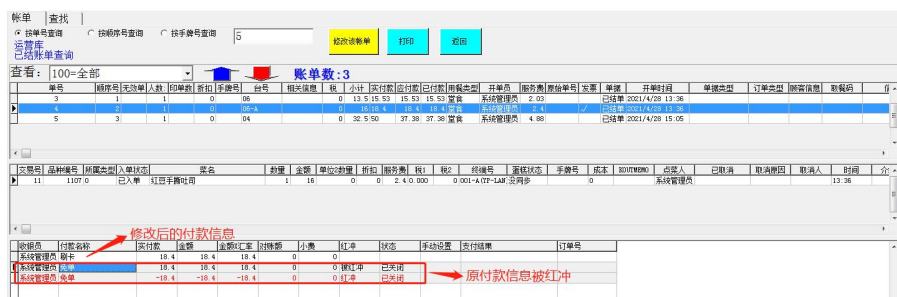 帐单 查找
按单号查询 按顺序号查询 按手牌号查询 5 修改该帐单 打印 返回
运营库
已结账单查询
查看: 100=全部 账单数:3
单号 顺序号 无效单 人数: 印单数 折扣 手牌号 台号 相关信息 税 小计 实付款 应付款 已付款 用餐类型 开单员 服务费 原始单号 发票 单据 开单时间 单据类型 订单类型 顾客信息 取餐码
3 1 1 0 06 0 13.5 15.53 15.53 15.53 堂食 系统管理员 2.03 已结单 2021/4/28 13:36
4 2 1 0 06-A 0 16 18.4 18.4 18.4 堂食 系统管理员 2.4 ✓ 已结单 2021/4/28 13:36
5 3 1 0 04 0 32.5 50 37.38 37.38 堂食 系统管理员 4.88 已结单 2021/4/28 15:05
交易号 品种编号 所属类型 入单状态 菜名 数量 金额 单位2数量 折扣 服务费 税1 税2 终端号 蛋糕状态 手牌号 成本 KOUTMEMO 点菜人 已取消 取消原因 取消人 时间
11 1107 0 已入单 红豆手撕吐司 1 16 0 0 2.4 0.000 0 001-A(YP-LAN 没同步 0 系统管理员 13:36
修改后的付款信息
收银员 付款名称 实付款 金额 金额X汇率 对账额 小费 红冲 状态 手动设置 支付结果 订单号
系统管理员 刷卡 18.4 18.4 18.4 0 0
系统管理员 免单 18.4 18.4 18.4 0 0 被红冲 已关闭
系统管理员 免单 -18.4 -18.4 -18.4 0 0 红冲 已关闭
原付款信息被红冲